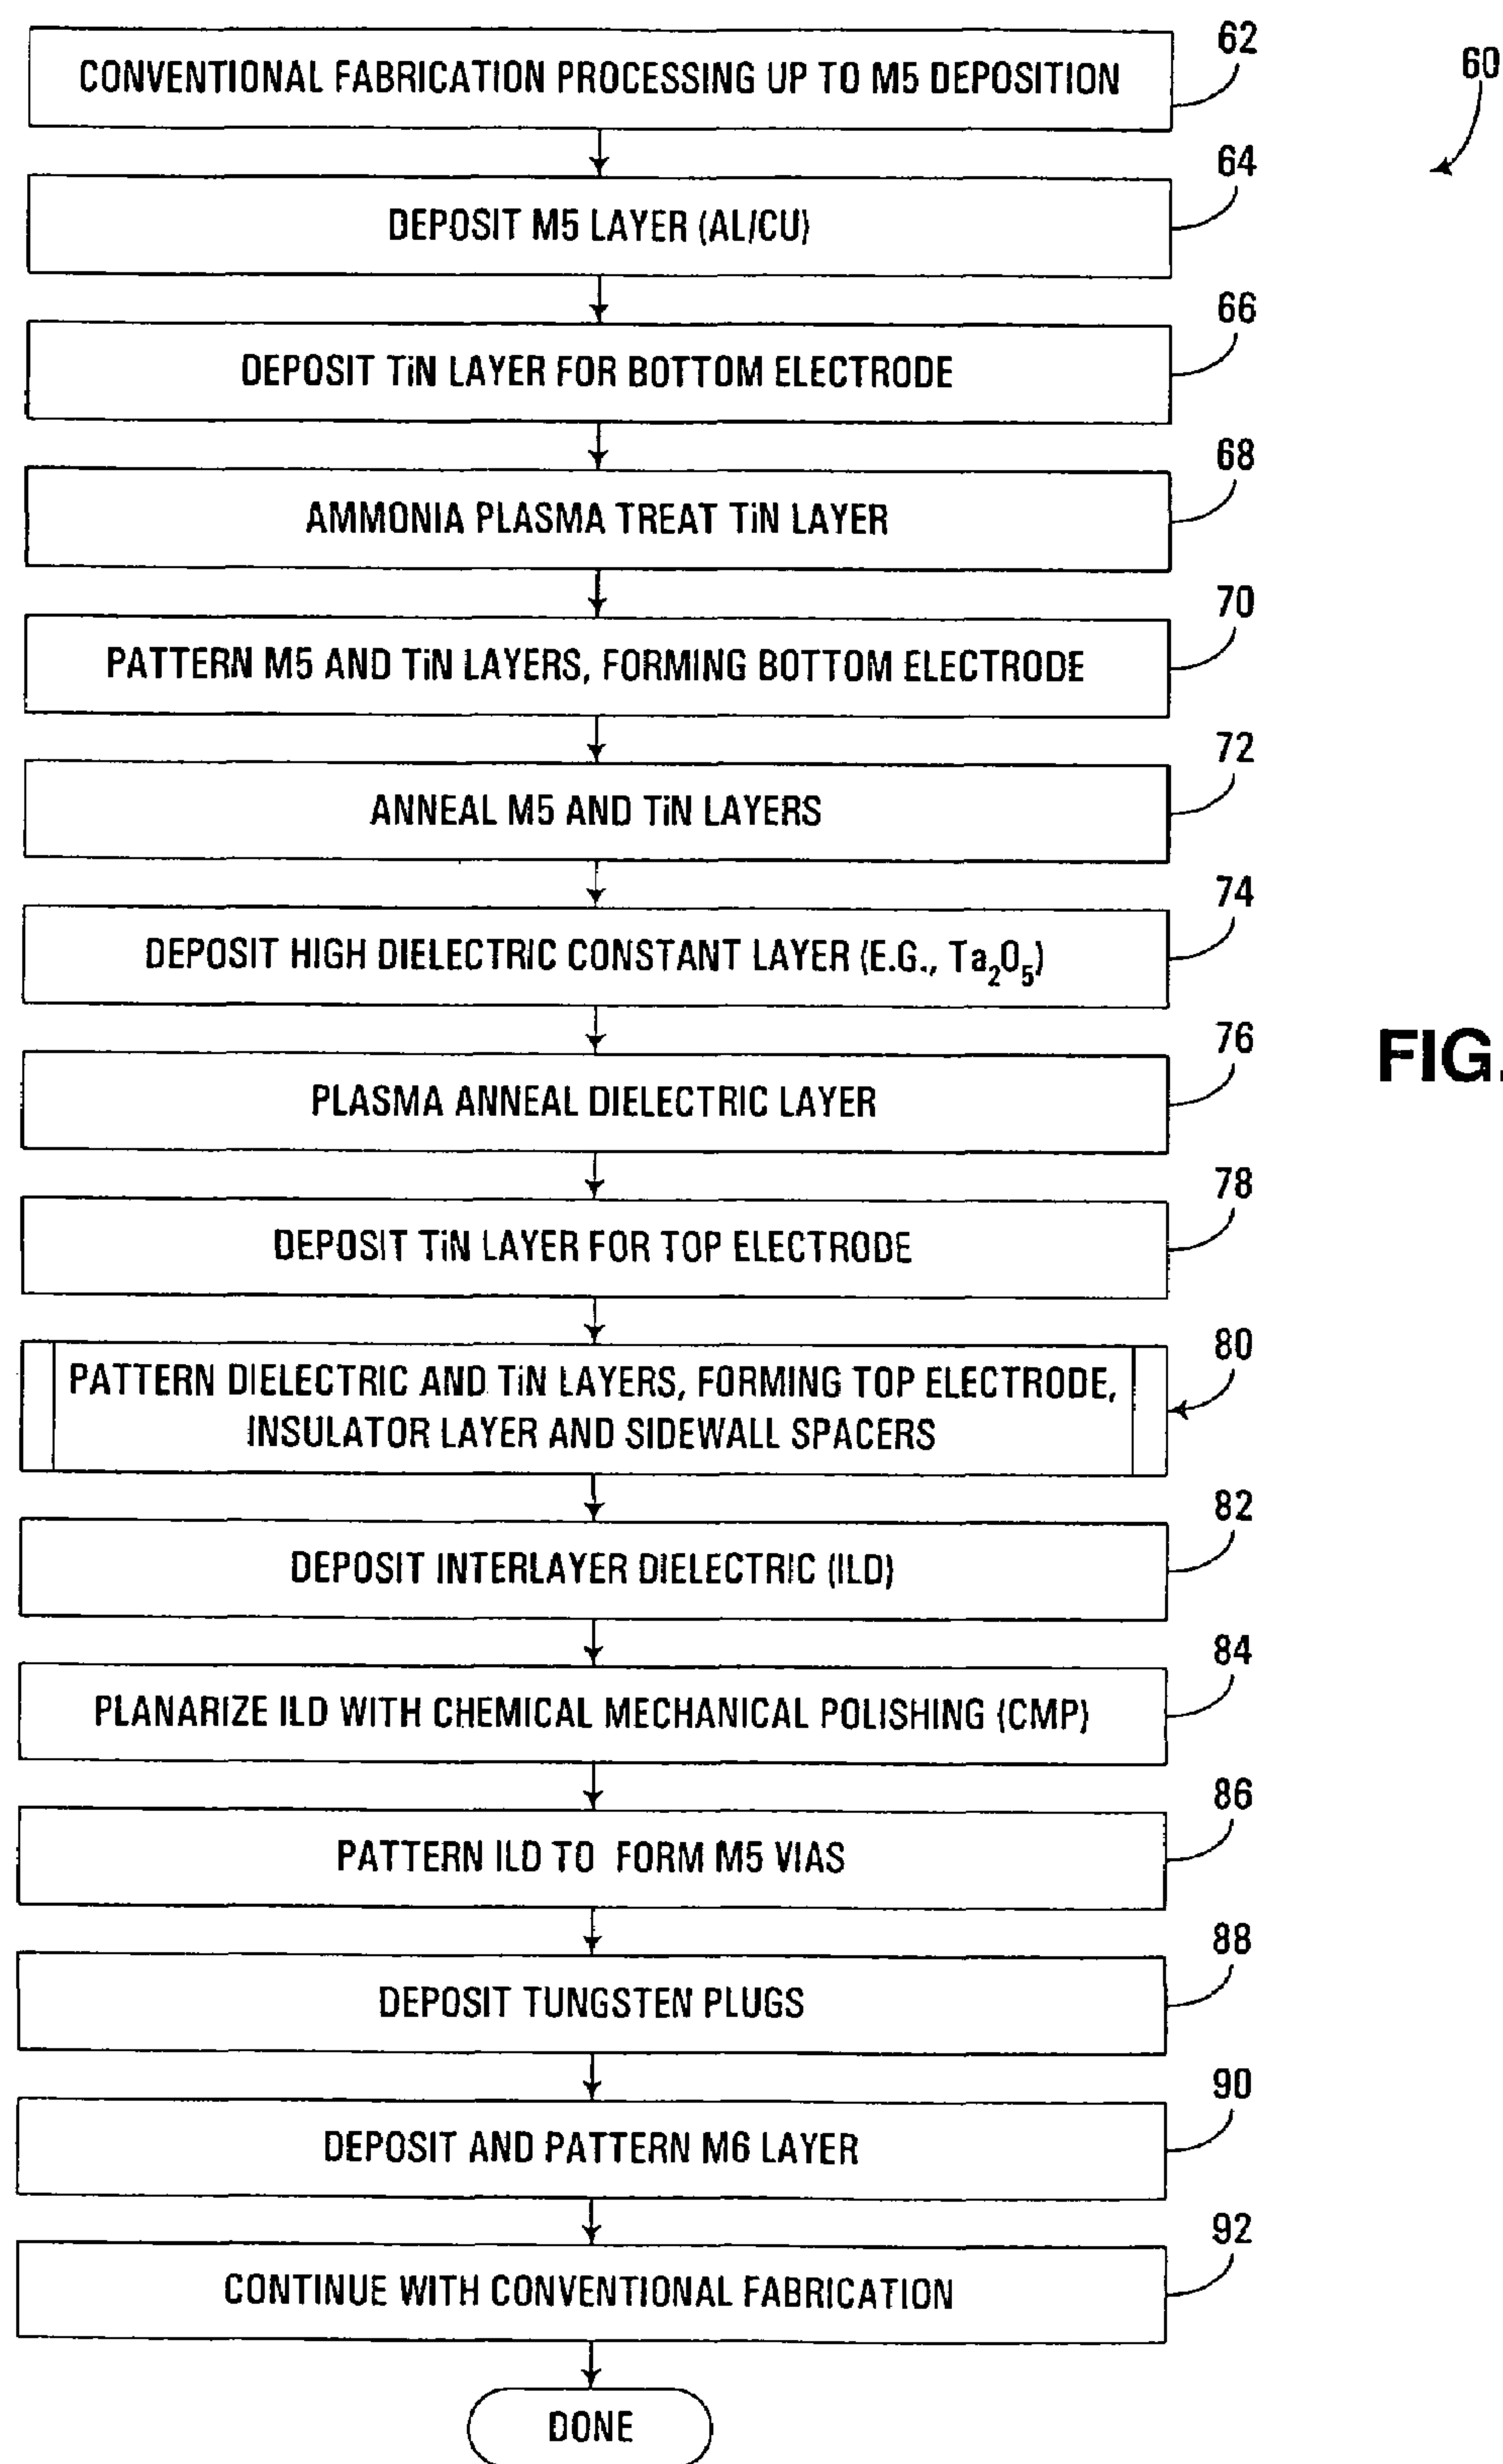 60
CONVENTIONAL FABRICATION PROCESSING UP TO M5 DEPOSITION
62
DEPOSIT M5 LAYER (AL/CU)
64
DEPOSIT TiN LAYER FOR BOTTOM ELECTRODE
66
AMMONIA PLASMA TREAT TiN LAYER
68
PATTERN M5 AND TiN LAYERS, FORMING BOTTOM ELECTRODE
70
ANNEAL M5 AND TiN LAYERS
72
DEPOSIT HIGH DIELECTRIC CONSTANT LAYER (E.G., Ta₂O₅)
74
PLASMA ANNEAL DIELECTRIC LAYER
76
FIG.
DEPOSIT TiN LAYER FOR TOP ELECTRODE
78
PATTERN DIELECTRIC AND TiN LAYERS, FORMING TOP ELECTRODE,
INSULATOR LAYER AND SIDEWALL SPACERS
80
DEPOSIT INTERLAYER DIELECTRIC (ILD)
82
PLANARIZE ILD WITH CHEMICAL MECHANICAL POLISHING (CMP)
84
PATTERN ILD TO FORM M5 VIAS
86
DEPOSIT TUNGSTEN PLUGS
88
DEPOSIT AND PATTERN M6 LAYER
90
CONTINUE WITH CONVENTIONAL FABRICATION
92
DONE